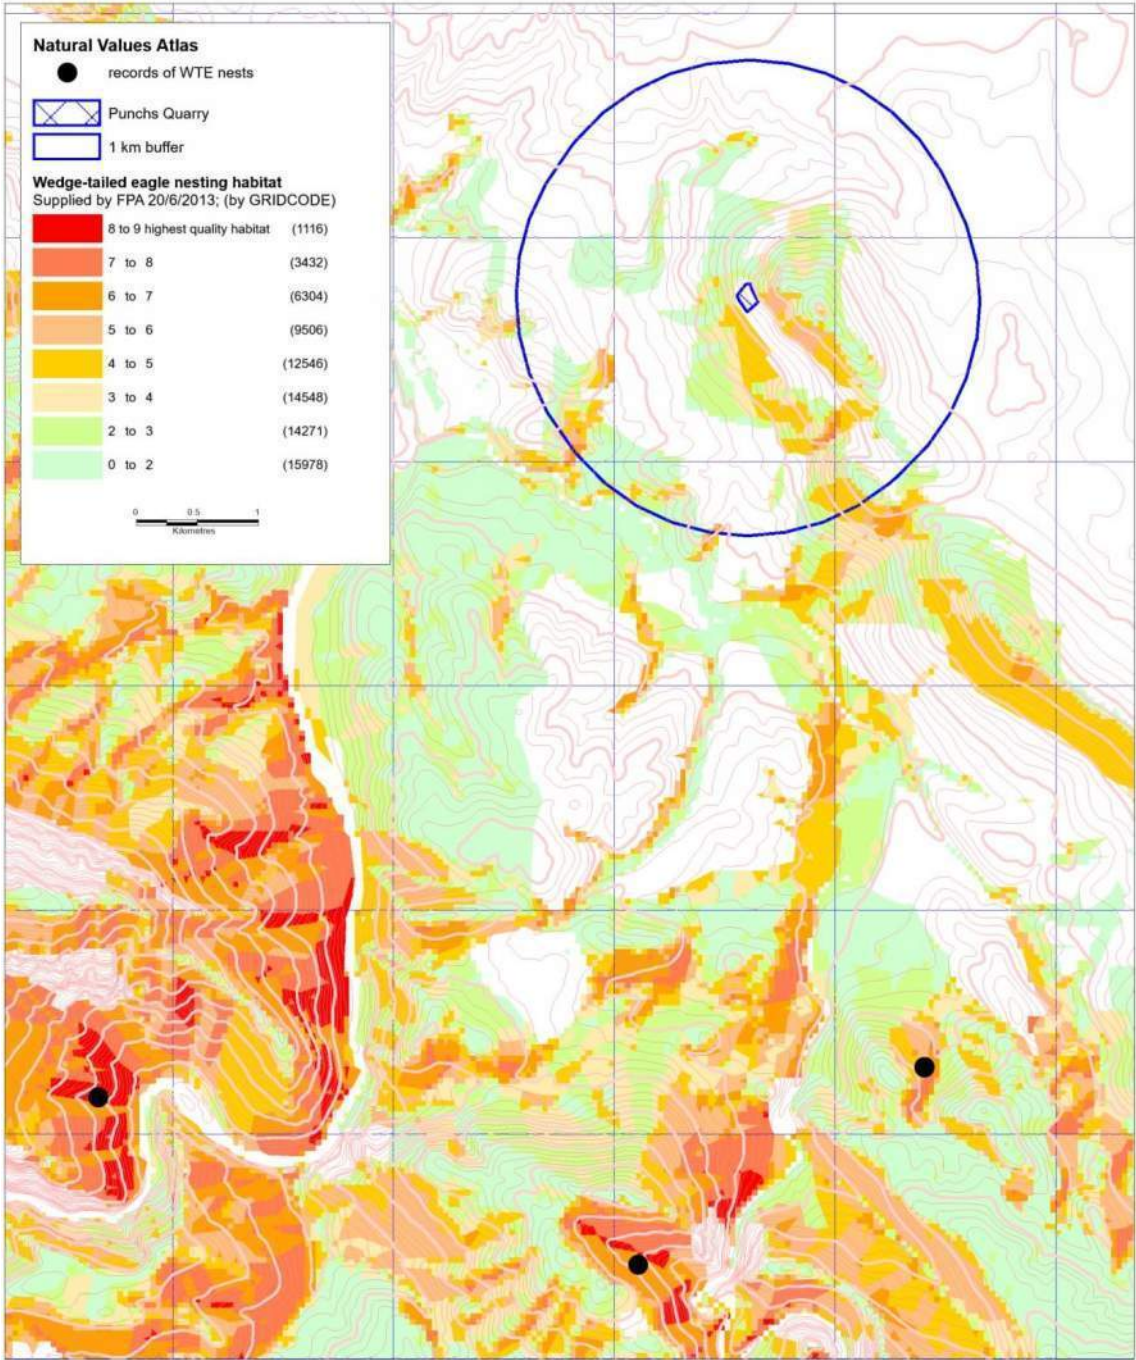 Natural Values Atlas
records of WTE nests
Punchs Quarry
1 km buffer
Wedge-tailed eagle nesting habitat
Supplied by FPA 20/6/2013; (by GRIDCODE)
8 to 9 highest quality habitat (1116)
7 to 8 (3432)
6 to 7 (6304)
5 to 6 (9506)
4 to 5 (12546)
3 to 4 (14548)
2 to 3 (14271)
0 to 2 (15978)
0 0.5 1
Kilometres